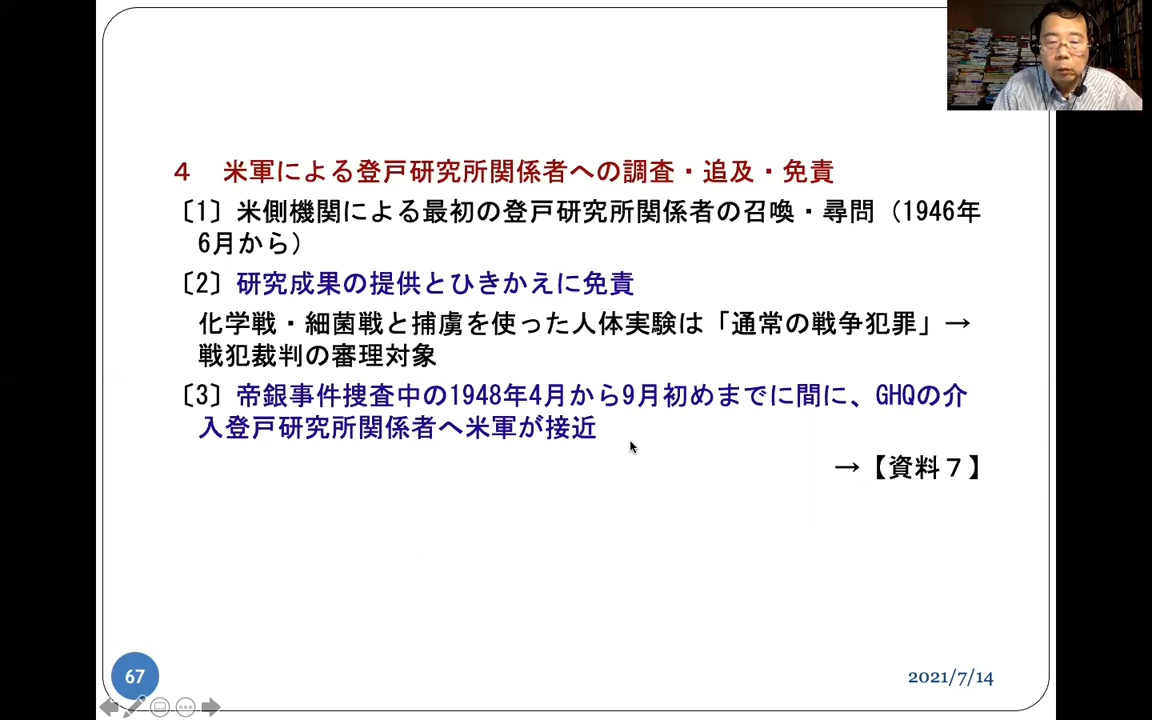 ４　米軍による登戸研究所関係者への調査・追及・免責
〔1〕米側機関による最初の登戸研究所関係者の召喚・尋問（1946年
6月から）
〔2〕研究成果の提供とひきかえに免責
化学戦・細菌戦と捕虜を使った人体実験は「通常の戦争犯罪」→
戦犯裁判の審理対象
〔3〕帝銀事件捜査中の1948年4月から9月初めまでに間に、GHQの介
入登戸研究所関係者へ米軍が接近
→【資料７】
67
2021/7/14